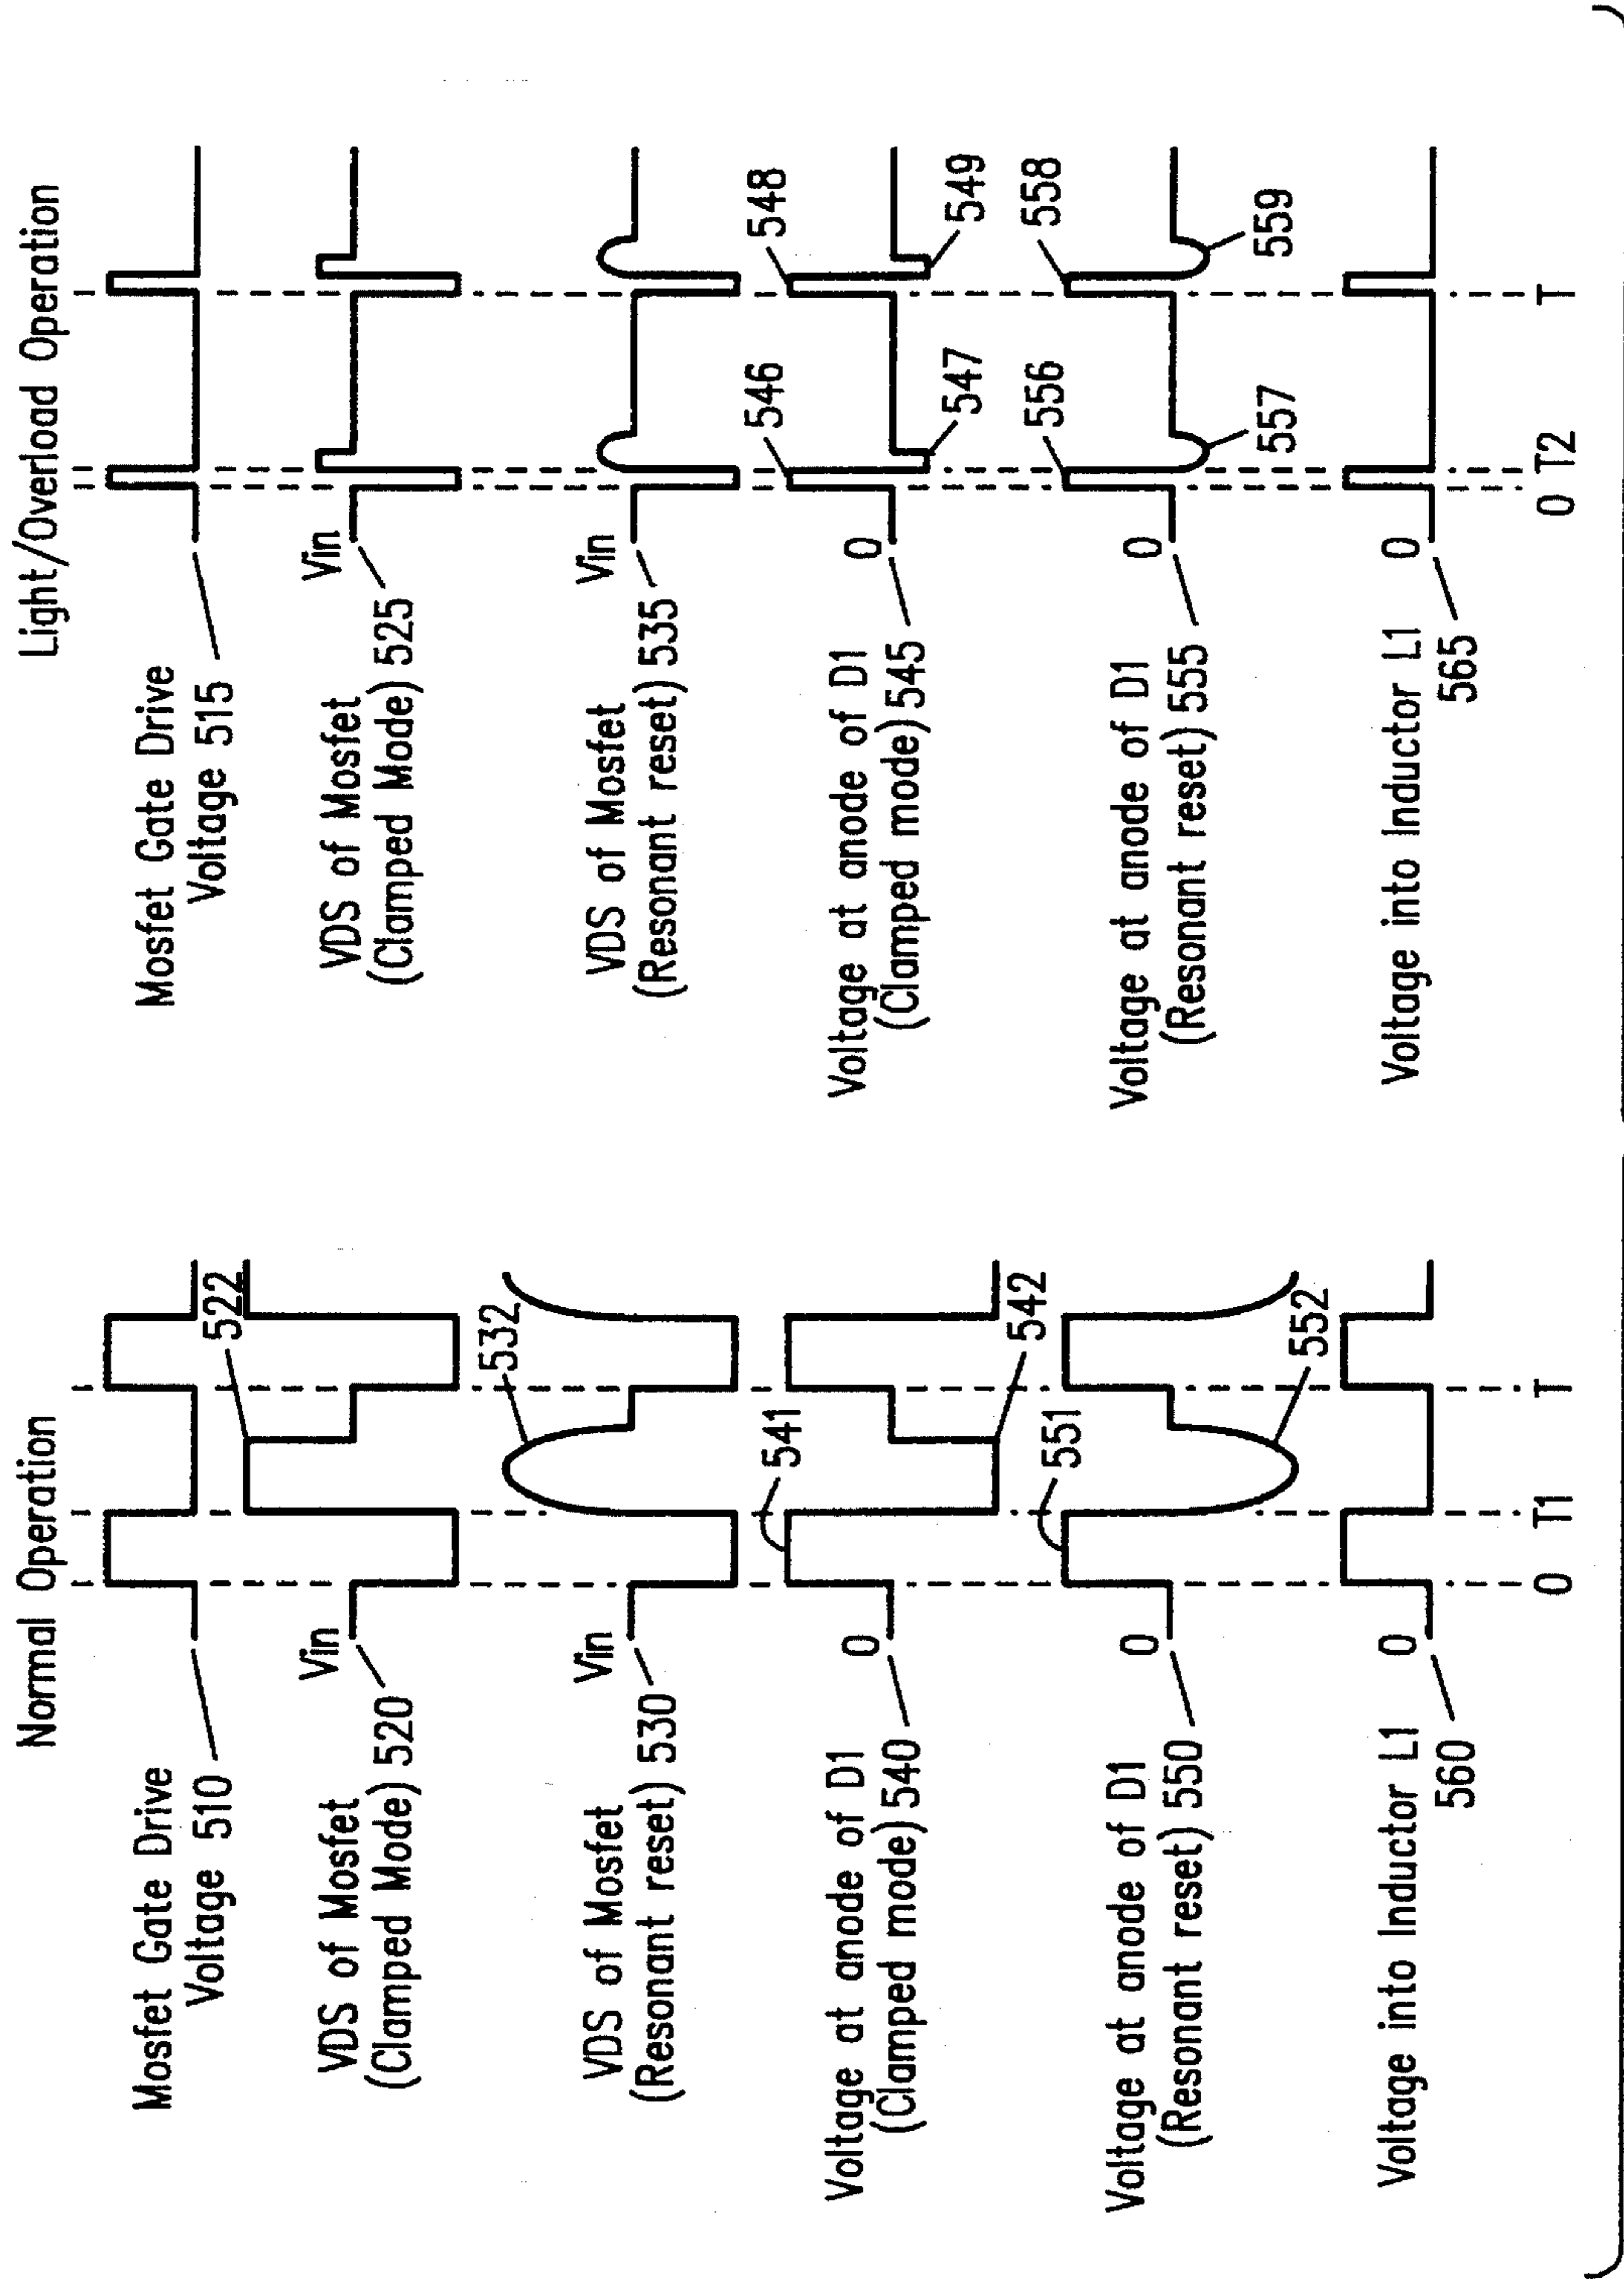 Normal Operation
Mosfet Gate Drive
Voltage 510
522
VDS of Mosfet
(Clamped Mode) 520
Vin
532
VDS of Mosfet
(Resonant reset) 530
Vin
541
Voltage at anode of D1
(Clamped mode) 540
0
542
551
Voltage at anode of D1
(Resonant reset) 550
0
552
Voltage into Inductor L1
560
0
0 T1 T
Light/Overload Operation
Mosfet Gate Drive
Voltage 515
VDS of Mosfet
(Clamped Mode) 525
Vin
VDS of Mosfet
(Resonant reset) 535
Vin
546
548
Voltage at anode of D1
(Clamped mode) 545
0
547
549
556
558
Voltage at anode of D1
(Resonant reset) 555
0
557
559
Voltage into Inductor L1
565
0
0 T2 T